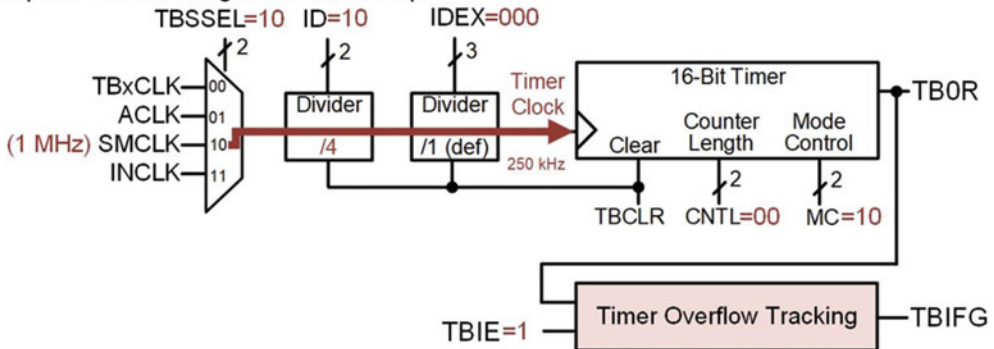 TBSSEL=10 ID=10 IDEX=000
2 2 3
TBxCLK 00
ACLK 01
(1 MHz) SMCLK 10
INCLK 11
Divider
/4
Divider
/1 (def)
Timer
Clock
250 kHz
16-Bit Timer
Clear
Counter
Length
Mode
Control
TB0R
2 2
TBCLR CNTL=00 MC=10
TBIE=1
Timer Overflow Tracking
TBIFG